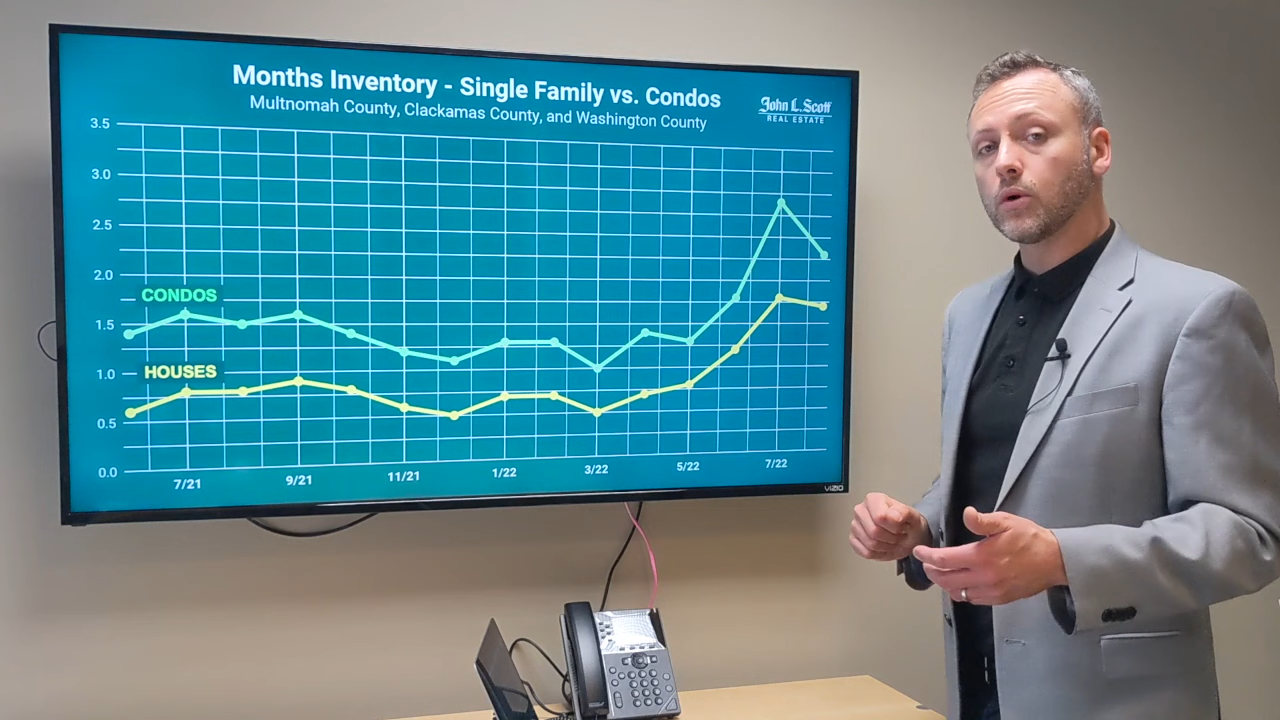 Months Inventory - Single Family vs. Condos
Multnomah County, Clackamas County, and Washington County
John L. Scott
REAL ESTATE
3.5
3.0
2.5
2.0
CONDOS
1.5
1.0
HOUSES
0.5
0.0
7/21 9/21 11/21 1/22 3/22 5/22 7/22
VIZIO